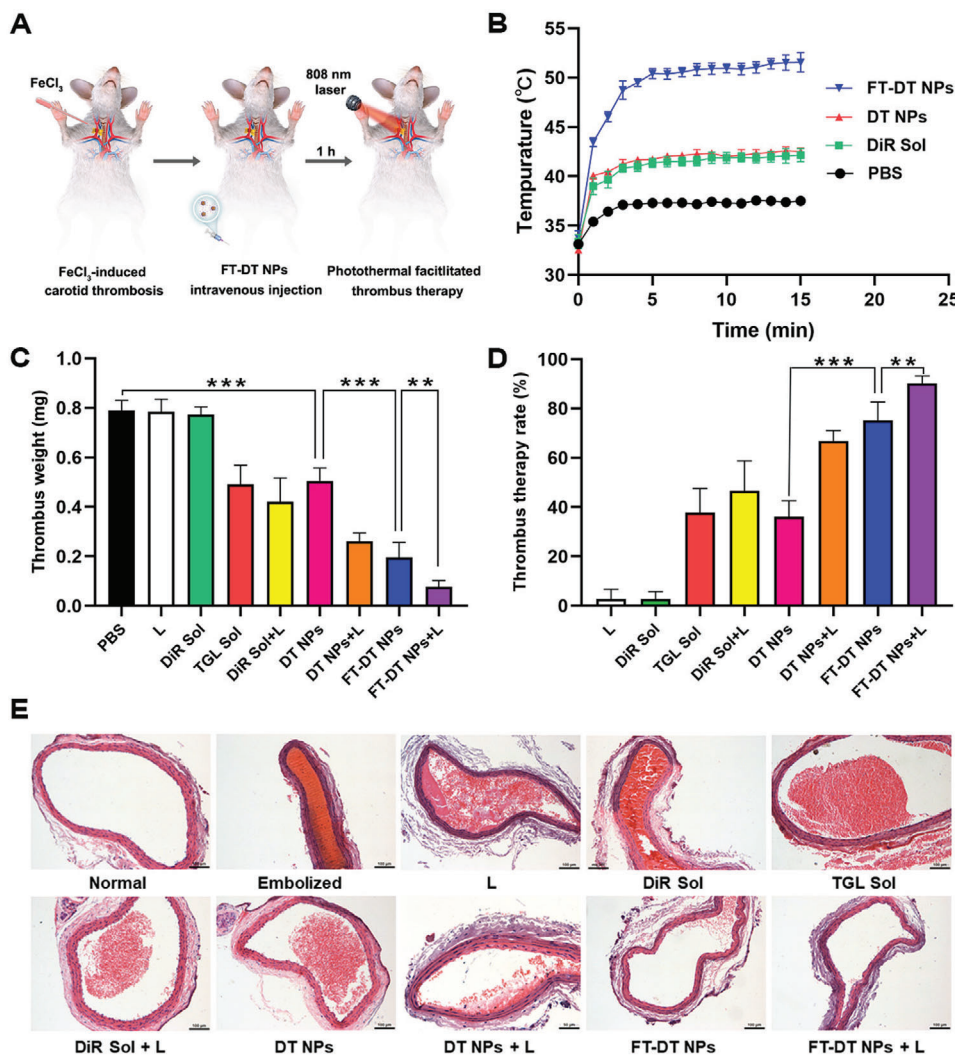 A
FeCl3
808 nm
laser
1 h
FeCl3-induced
carotid thrombosis
FT-DT NPs
intravenous injection
Photothermal facitlitated
thrombus therapy
B
Tempurature (°C)
55
50
45
40
35
30
0
5
10
15
20
25
Time (min)
FT-DT NPs
DT NPs
DiR Sol
PBS
C
Thrombus weight (mg)
1.0
0.8
0.6
0.4
0.2
0.0
***
***
**
PBS
L
DiR Sol
TGL Sol
DiR Sol+L
DT NPs
DT NPs+L
FT-DT NPs
FT-DT NPs+L
D
Thrombus therapy rate (%)
100
80
60
40
20
0
***
**
L
DiR Sol
TGL Sol
DiR Sol+L
DT NPs
DT NPs+L
FT-DT NPs
FT-DT NPs+L
E
Normal
Embolized
L
DiR Sol
TGL Sol
DiR Sol + L
DT NPs
DT NPs + L
FT-DT NPs
FT-DT NPs + L